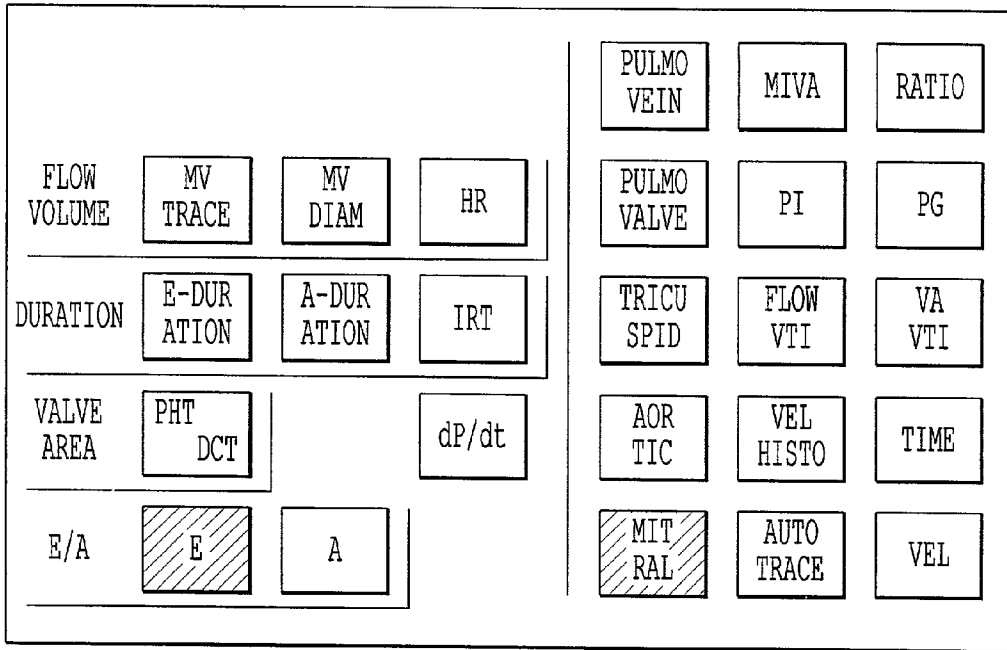 PULMO
VEIN
MIVA
RATIO
FLOW
VOLUME
MV
TRACE
MV
DIAM
HR
PULMO
VALVE
PI
PG
DURATION
E-DUR
ATION
A-DUR
ATION
IRT
TRICU
SPID
FLOW
VTI
VA
VTI
VALVE
AREA
PHT
DCT
dP/dt
AOR
TIC
VEL
HISTO
TIME
E/A
E
A
MIT
RAL
AUTO
TRACE
VEL